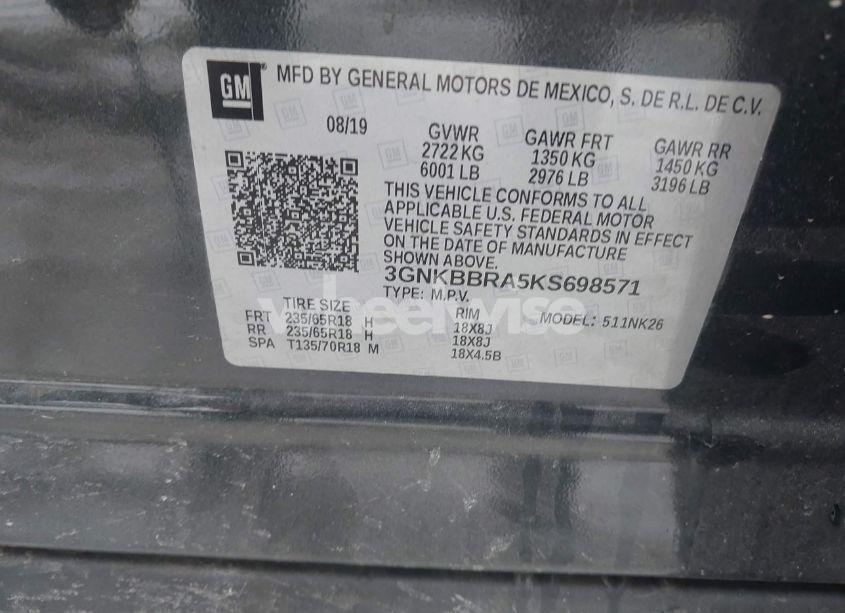 GM
MFD BY GENERAL MOTORS DE MEXICO, S. DE R.L. DE C.V.
08/19
GVWR
2722 KG
6001 LB
GAWR FRT
1350 KG
2976 LB
GAWR RR
1450 KG
3196 LB
THIS VEHICLE CONFORMS TO ALL
APPLICABLE U.S. FEDERAL MOTOR
VEHICLE SAFETY STANDARDS IN EFFECT
ON THE DATE OF MANUFACTURE
SHOWN ABOVE.
3GNKBBRA5KS698571
TYPE: M.P.V.
MODEL: 511NK26
TIRE SIZE
RIM
FRT 235/65R18 H 18X8J
RR 235/65R18 H 18X8J
SPA T135/70R18 M 18X4.5B
wheelwise